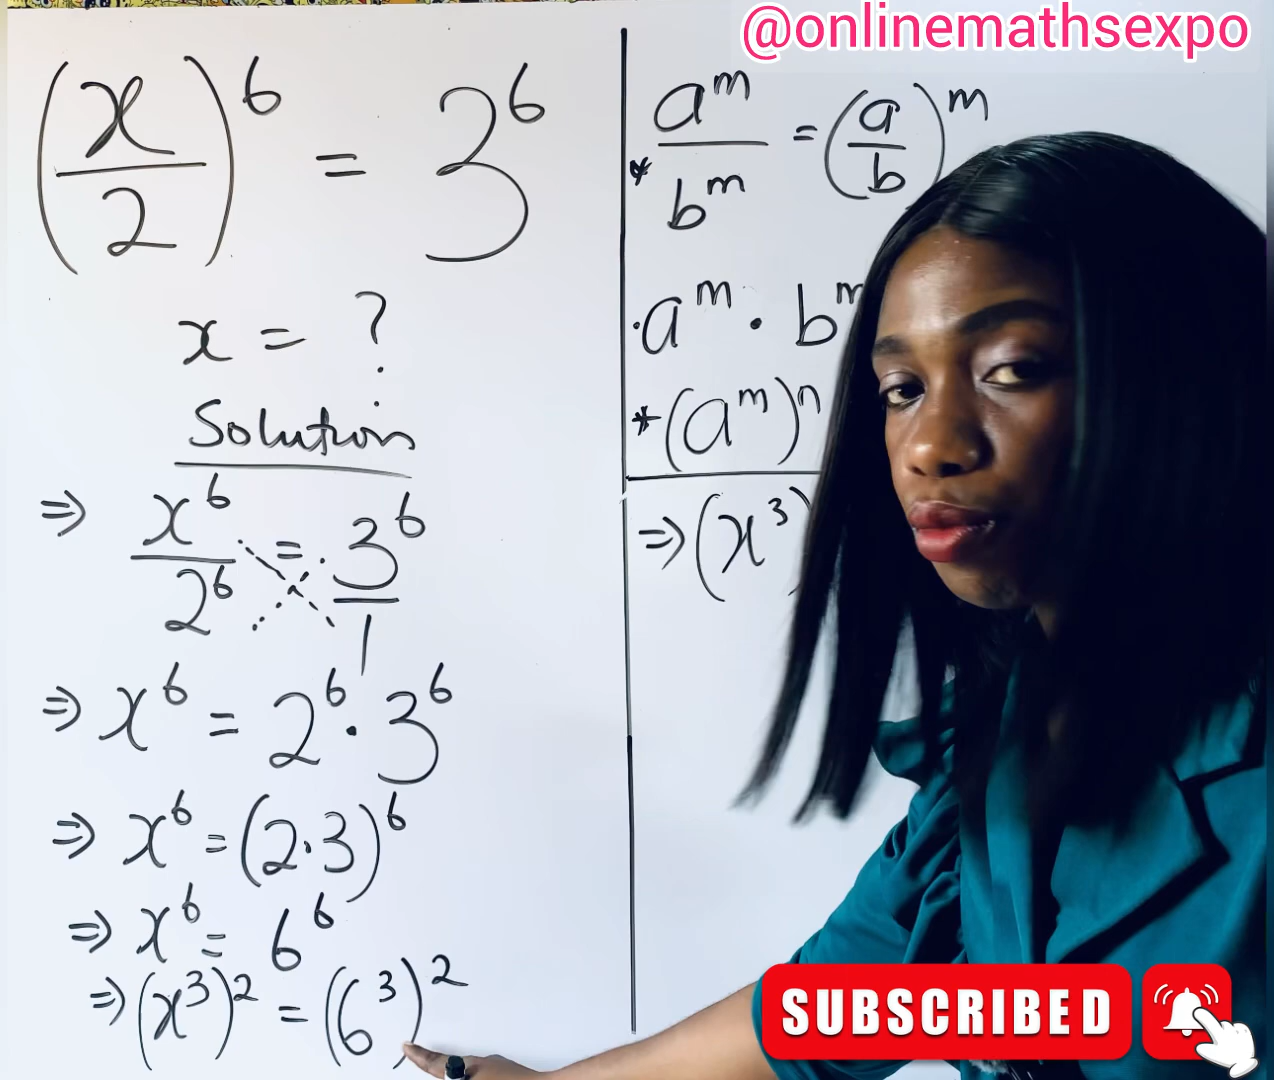 @onlinemathsexpo
(x/2)^6 = 3^6
x = ?
Solution
⇒ x^6/2^6 = 3^6/1
⇒ x^6 = 2^6 · 3^6
⇒ x^6 = (2·3)^6
⇒ x^6 = 6^6
⇒ (x^3)^2 = (6^3)^2
* a^m/b^m = (a/b)^m
· a^m · b^m
* (a^m)^n
⇒ (x^3)
SUBSCRIBED